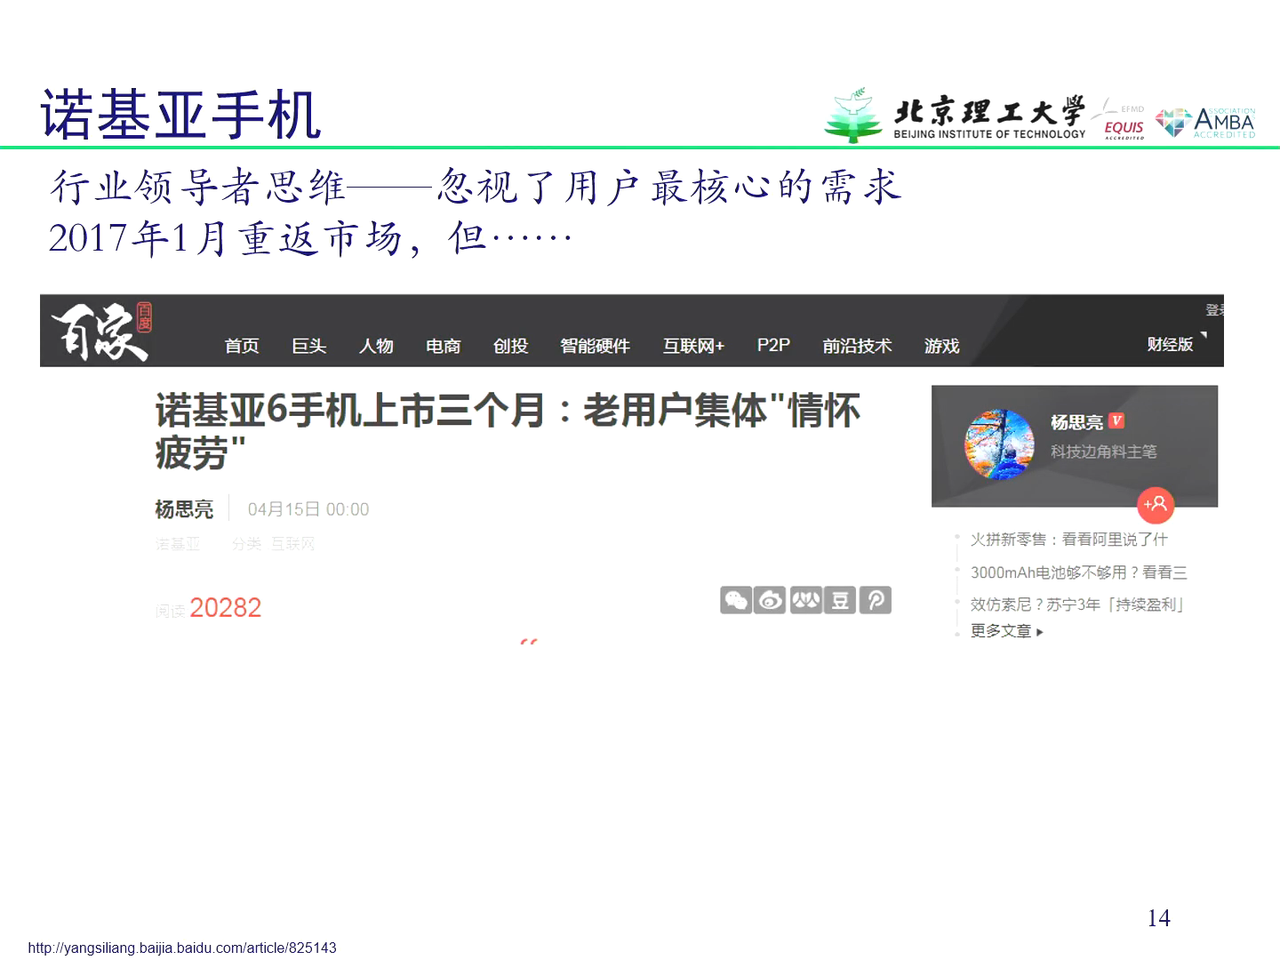 诺基亚手机
北京理工大学
BEIJING INSTITUTE OF TECHNOLOGY
EFMD
EQUIS
ACCREDITED
ASSOCIATION
AMBA
ACCREDITED
行业领导者思维——忽视了用户最核心的需求
2017年1月重返市场，但……
百家
百度
首页 巨头 人物 电商 创投 智能硬件 互联网+ P2P 前沿技术 游戏
财经版
诺基亚6手机上市三个月：老用户集体"情怀
疲劳"
杨思亮 04月15日 00:00
诺基亚 分类 互联网
阅读 20282
杨思亮 V
科技边角料主笔
火拼新零售：看看阿里说了什
3000mAh电池够不够用？看看三
效仿索尼？苏宁3年「持续盈利」
更多文章
14
http://yangsiliang.baijia.baidu.com/article/825143